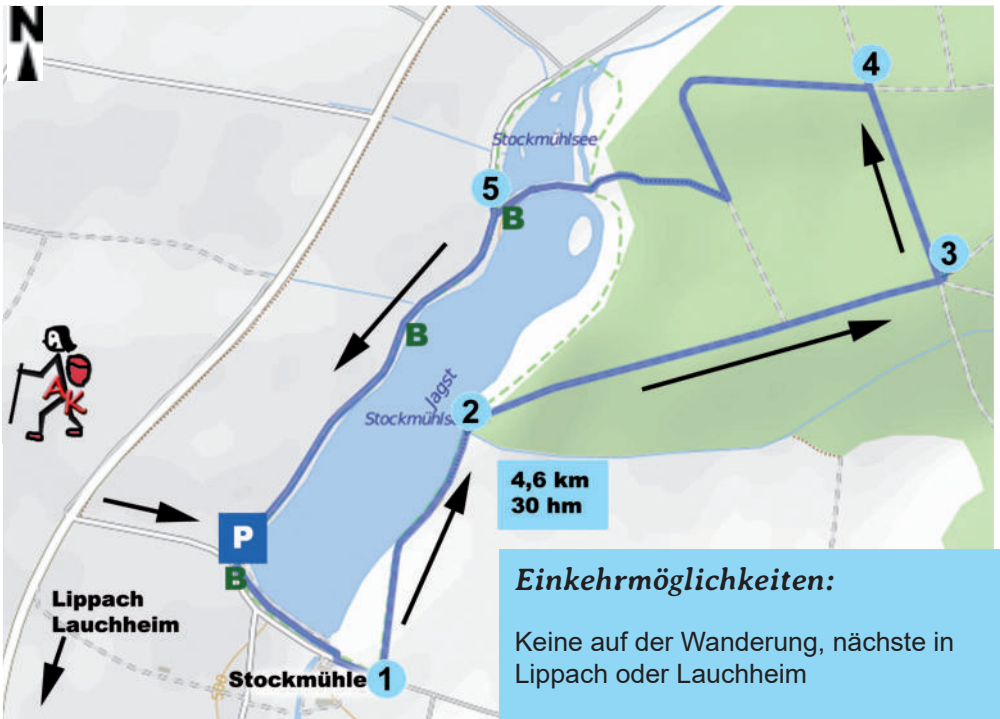 N
4
Stockmühlsee
5
B
3
B
AK
Jagst
Stockmühls
2
4,6 km
30 hm
P
B
Einkehrmöglichkeiten:
Lippach
Lauchheim
Keine auf der Wanderung, nächste in
Lippach oder Lauchheim
Stockmühle
1